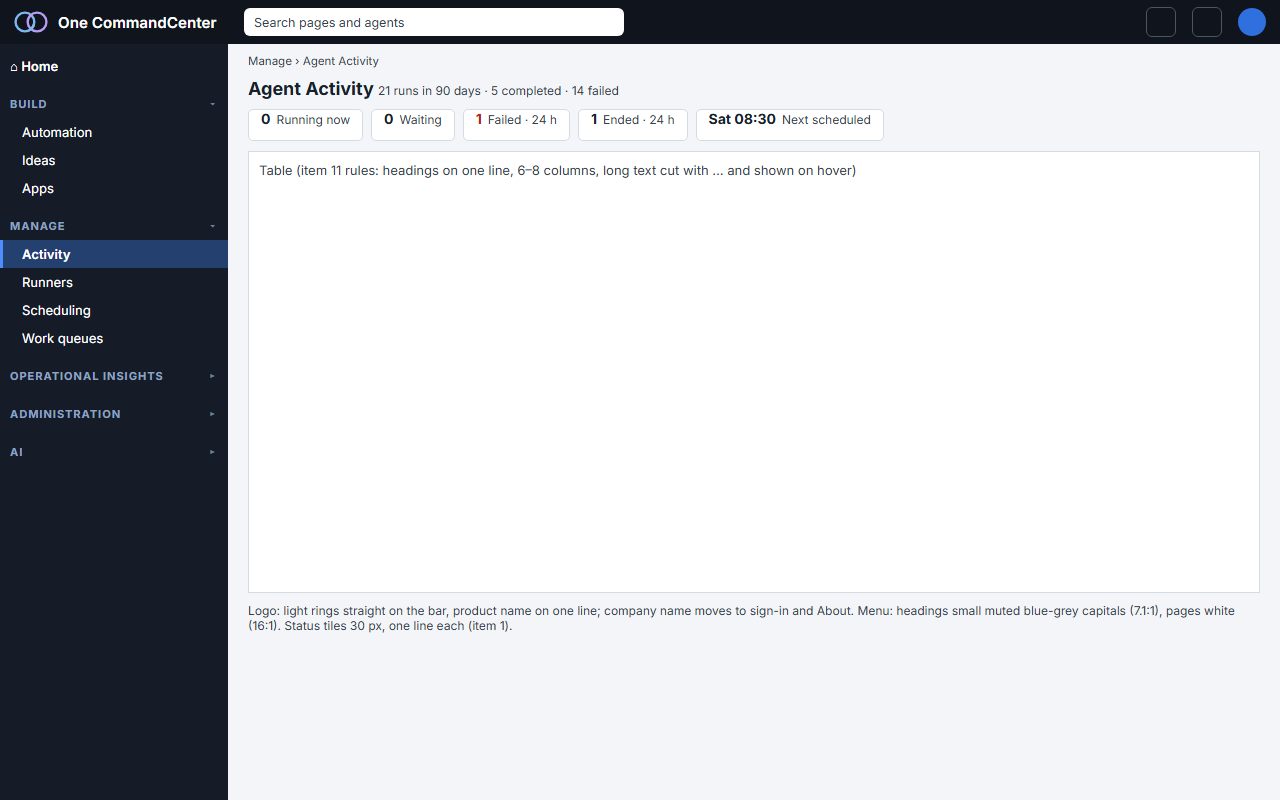 One CommandCenter
Search pages and agents
⌂ Home
BUILD
Automation
Ideas
Apps
MANAGE
Activity
Runners
Scheduling
Work queues
OPERATIONAL INSIGHTS
ADMINISTRATION
AI
Manage › Agent Activity
Agent Activity 21 runs in 90 days · 5 completed · 14 failed
0 Running now
0 Waiting
1 Failed · 24 h
1 Ended · 24 h
Sat 08:30 Next scheduled
Table (item 11 rules: headings on one line, 6–8 columns, long text cut with … and shown on hover)
Logo: light rings straight on the bar, product name on one line; company name moves to sign-in and About. Menu: headings small muted blue-grey capitals (7.1:1), pages white
(16:1). Status tiles 30 px, one line each (item 1).